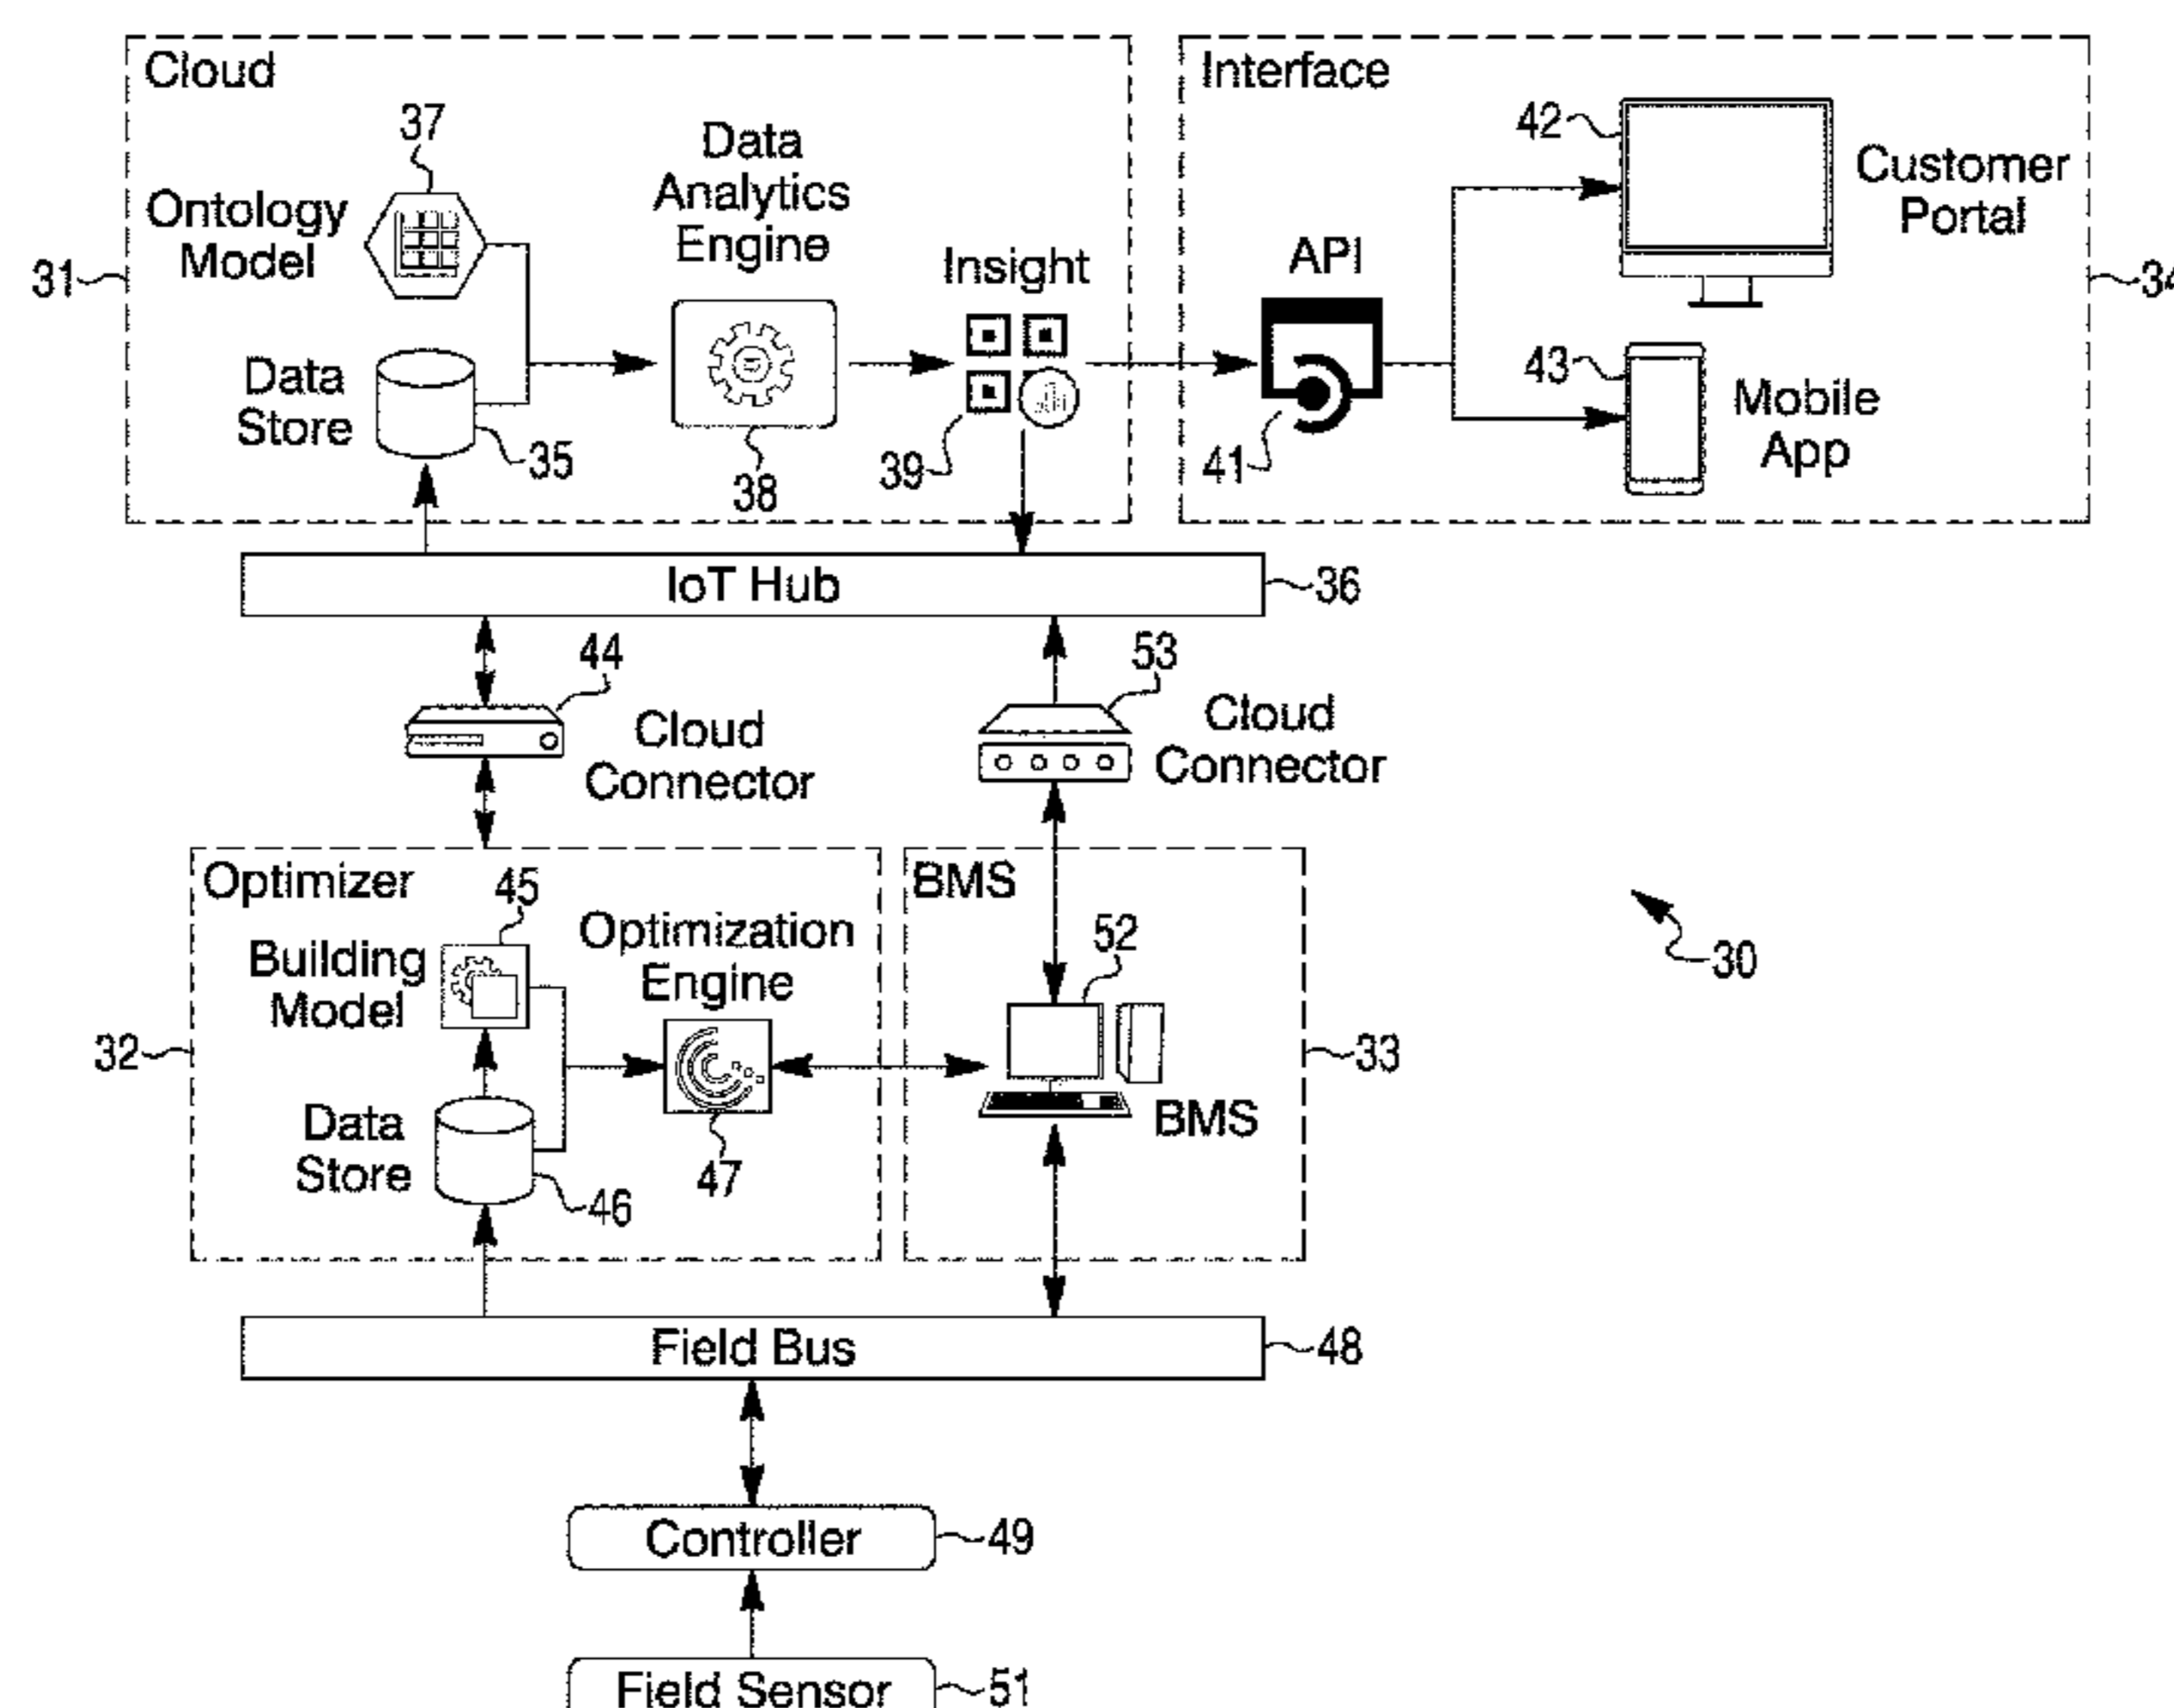 Cloud
37
Ontology
Model
Data
Analytics
Engine
Insight
31
Data
Store
35
38
39
Interface
42
Customer
Portal
API
34
43
Mobile
App
41
IoT Hub
36
44
Cloud
Connector
53
Cloud
Connector
Optimizer
45
Building
Model
Optimization
Engine
32
Data
Store
46
47
BMS
52
33
BMS
30
Field Bus
48
Controller
49
Field Sensor
51